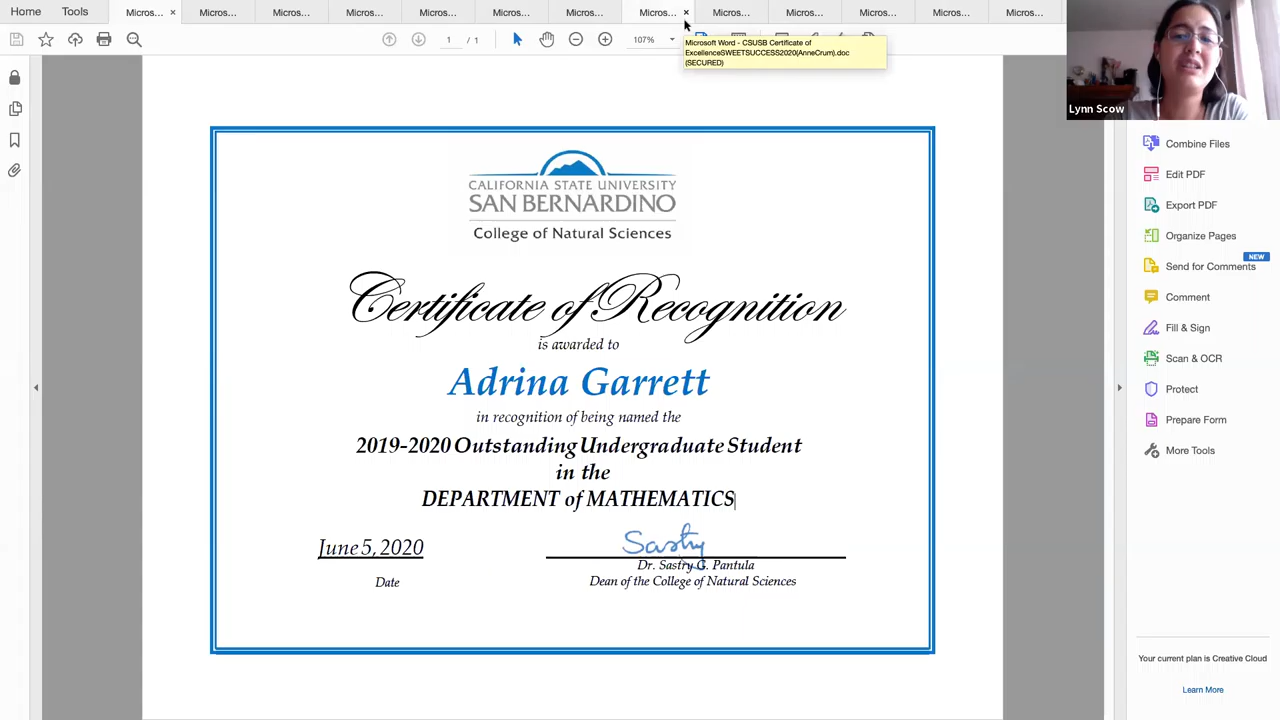 Home Tools Micros... × Micros... Micros... Micros... Micros... Micros... Micros... Micros... × Micros... Micros... Micros... Micros... Micros...
1 / 1 107%
Microsoft Word - CSUSB Certificate of
ExcellenceSWEETSUCCESS2020(AnneCrum).doc
(SECURED)
Lynn Scow
CALIFORNIA STATE UNIVERSITY
SAN BERNARDINO
College of Natural Sciences
Certificate of Recognition
is awarded to
Adrina Garrett
in recognition of being named the
2019-2020 Outstanding Undergraduate Student
in the
DEPARTMENT of MATHEMATICS
June 5, 2020
Sastry
Date
Dr. Sastry G. Pantula
Dean of the College of Natural Sciences
Combine Files
Edit PDF
Export PDF
Organize Pages
NEW
Send for Comments
Comment
Fill & Sign
Scan & OCR
Protect
Prepare Form
More Tools
Your current plan is Creative Cloud
Learn More